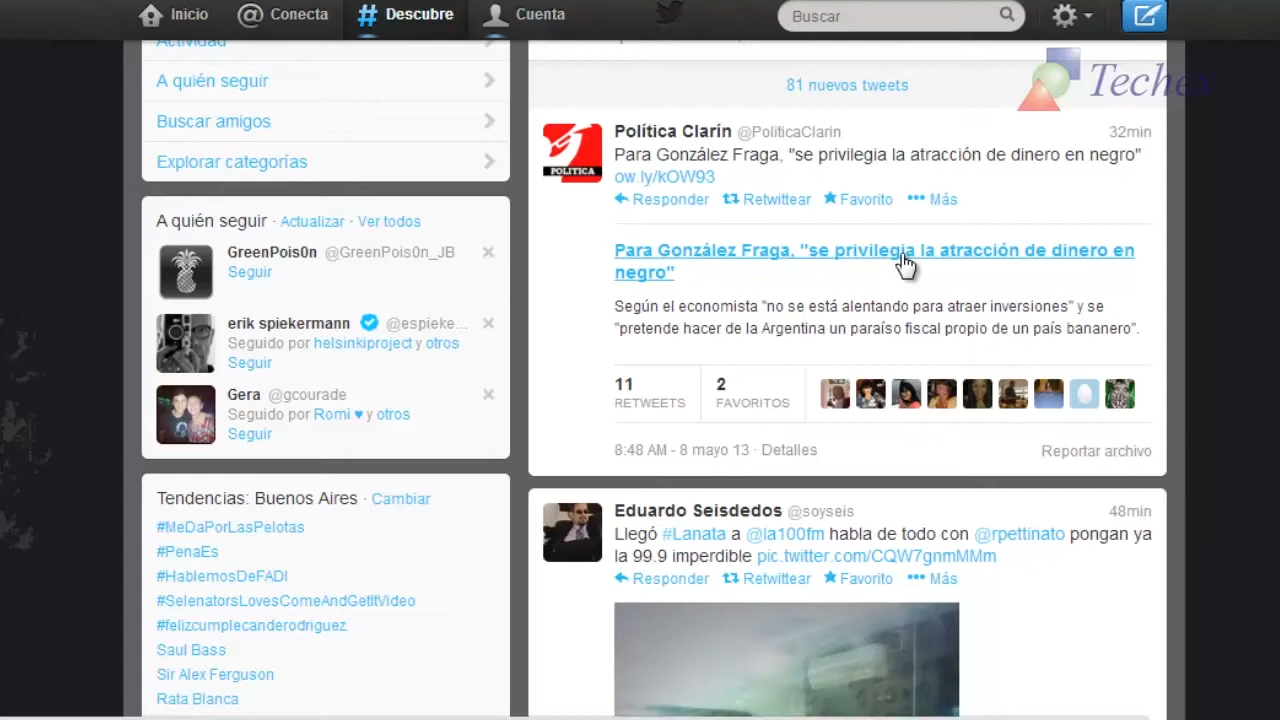 Inicio
Conecta
Descubre
Cuenta
Buscar
Actividad
A quién seguir
Buscar amigos
Explorar categorías
A quién seguir · Actualizar · Ver todos
GreenPois0n @GreenPois0n_JB
Seguir
erik spiekermann @espieke...
Seguido por helsinkiproject y otros
Seguir
Gera @gcourade
Seguido por Romi ♥ y otros
Seguir
Tendencias: Buenos Aires · Cambiar
#MeDaPorLasPelotas
#PenaEs
#HablemosDeFADI
#SelenatorsLovesComeAndGetItVideo
#felizcumplecanderodriguez
Saul Bass
Sir Alex Ferguson
Rata Blanca
81 nuevos tweets
Techex
POLITICA
Política Clarín @PoliticaClarin 32min
Para González Fraga, "se privilegia la atracción de dinero en negro"
ow.ly/kOW93
Responder Retwittear Favorito Más
Para González Fraga, "se privilegia la atracción de dinero en
negro"
Según el economista "no se está alentando para atraer inversiones" y se
"pretende hacer de la Argentina un paraíso fiscal propio de un país bananero".
11 2
RETWEETS FAVORITOS
8:48 AM - 8 mayo 13 · Detalles Reportar archivo
Eduardo Seisdedos @soyseis 48min
Llegó #Lanata a @la100fm habla de todo con @rpettinato pongan ya
la 99.9 imperdible pic.twitter.com/CQW7gnmMMm
Responder Retwittear Favorito Más